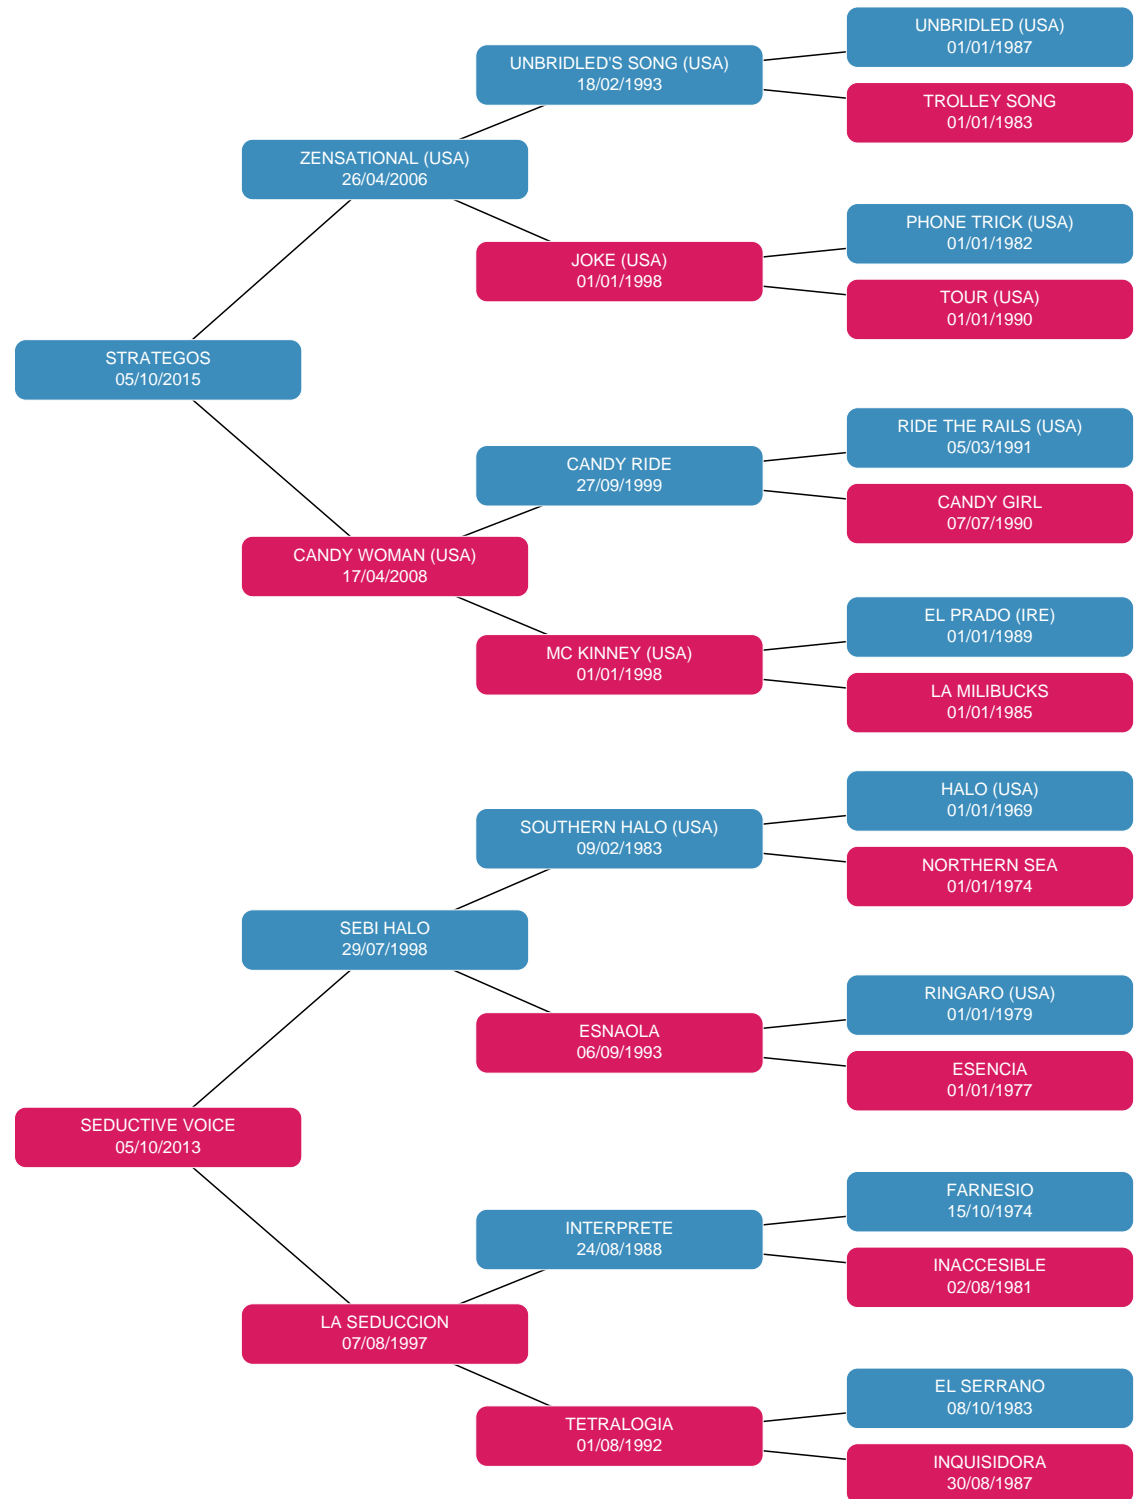 UNBRIDLED (USA)
01/01/1987
UNBRIDLED'S SONG (USA)
18/02/1993
TROLLEY SONG
01/01/1983
ZENSATIONAL (USA)
26/04/2006
PHONE TRICK (USA)
01/01/1982
JOKE (USA)
01/01/1998
TOUR (USA)
01/01/1990
STRATEGOS
05/10/2015
RIDE THE RAILS (USA)
05/03/1991
CANDY RIDE
27/09/1999
CANDY GIRL
07/07/1990
CANDY WOMAN (USA)
17/04/2008
EL PRADO (IRE)
01/01/1989
MC KINNEY (USA)
01/01/1998
LA MILIBUCKS
01/01/1985
HALO (USA)
01/01/1969
SOUTHERN HALO (USA)
09/02/1983
NORTHERN SEA
01/01/1974
SEBI HALO
29/07/1998
RINGARO (USA)
01/01/1979
ESNAOLA
06/09/1993
ESENCIA
01/01/1977
SEDUCTIVE VOICE
05/10/2013
FARNESIO
15/10/1974
INTERPRETE
24/08/1988
INACCESIBLE
02/08/1981
LA SEDUCCION
07/08/1997
EL SERRANO
08/10/1983
TETRALOGIA
01/08/1992
INQUISIDORA
30/08/1987